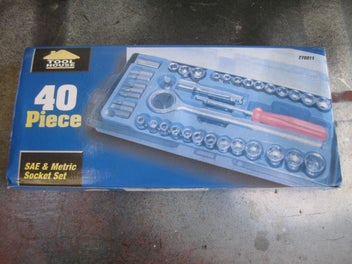 TOOL
HOUSE
40
Piece
SAE & Metric
Socket Set